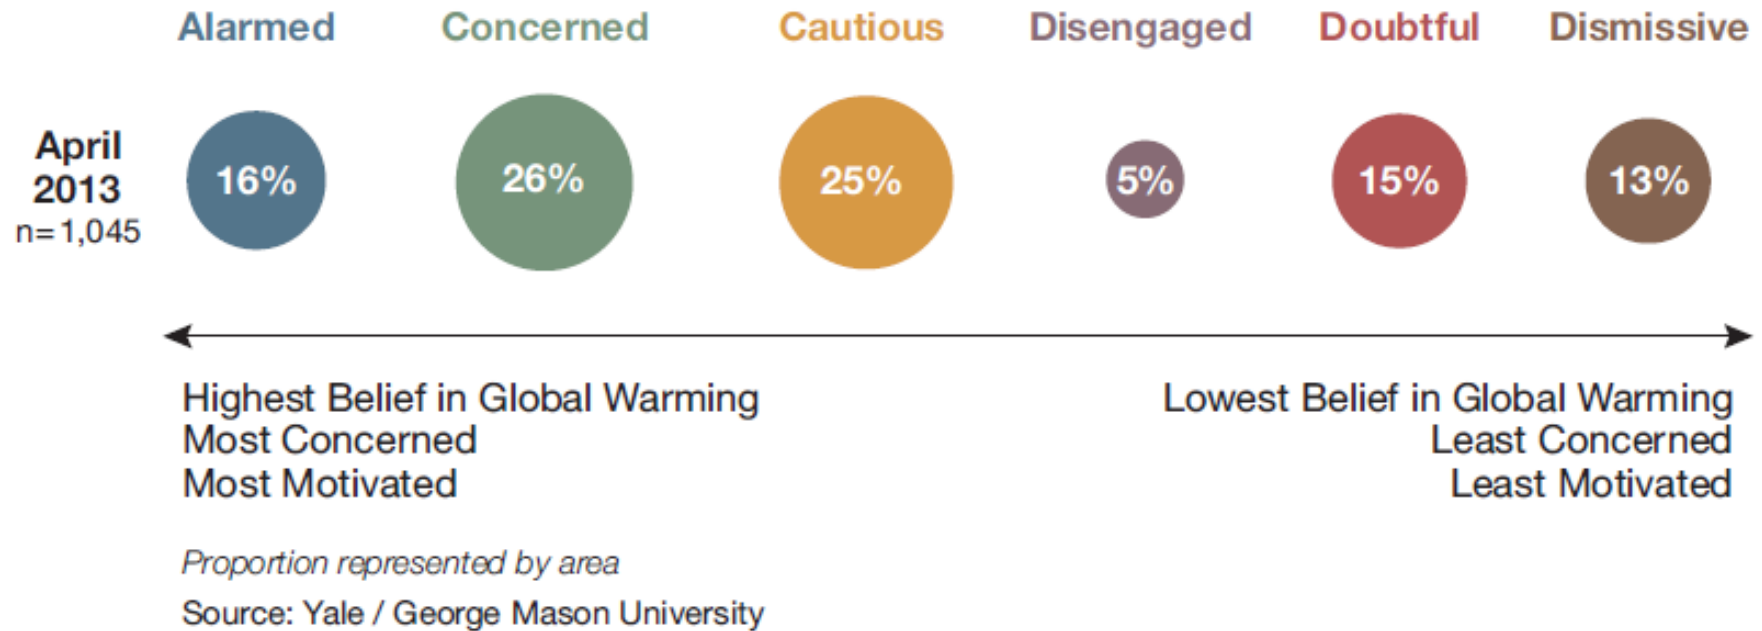 Alarmed Concerned Cautious Disengaged Doubtful Dismissive
April
2013
n=1,045
16% 26% 25% 5% 15% 13%
Highest Belief in Global Warming
Most Concerned
Most Motivated
Lowest Belief in Global Warming
Least Concerned
Least Motivated
Proportion represented by area
Source: Yale / George Mason University